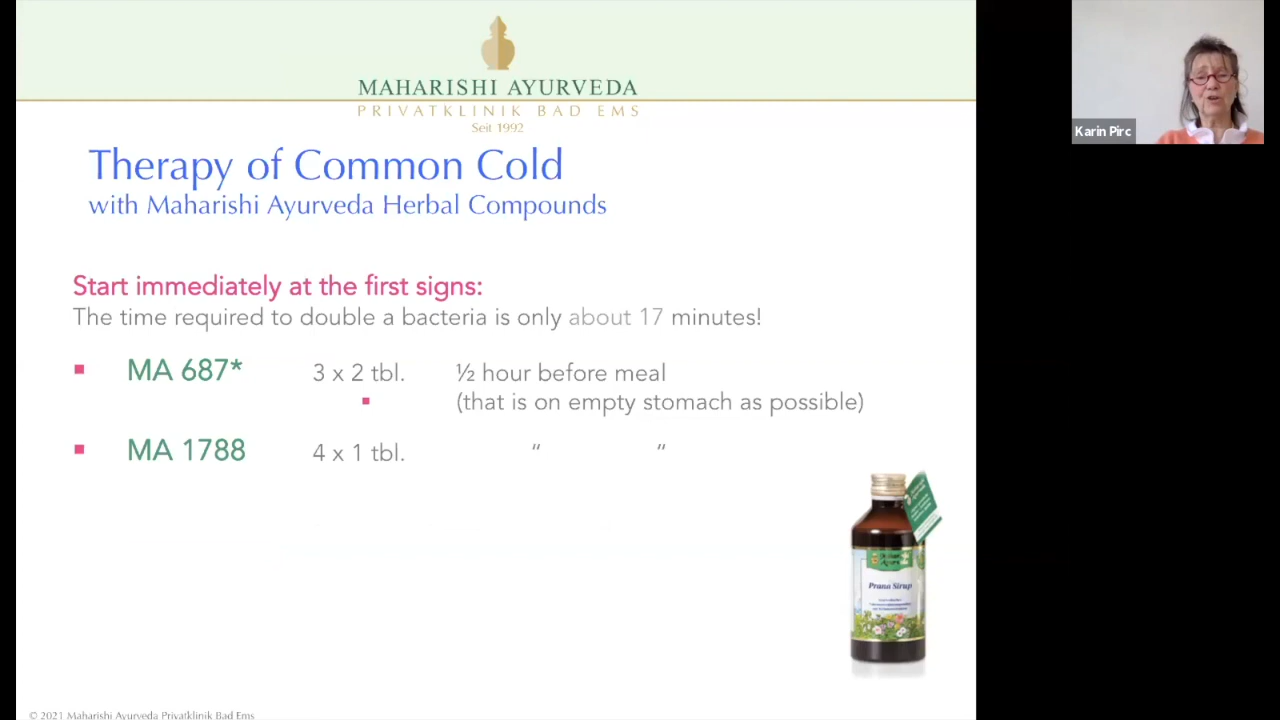 MAHARISHI AYURVEDA
PRIVATKLINIK BAD EMS
Seit 1992
Karin Pirc
Therapy of Common Cold
with Maharishi Ayurveda Herbal Compounds
Start immediately at the first signs:
The time required to double a bacteria is only about 17 minutes!
▪ MA 687* 3 x 2 tbl. ½ hour before meal
▪ (that is on empty stomach as possible)
▪ MA 1788 4 x 1 tbl. “ “
Prana Sirup
© 2021 Maharishi Ayurveda Privatklinik Bad Ems